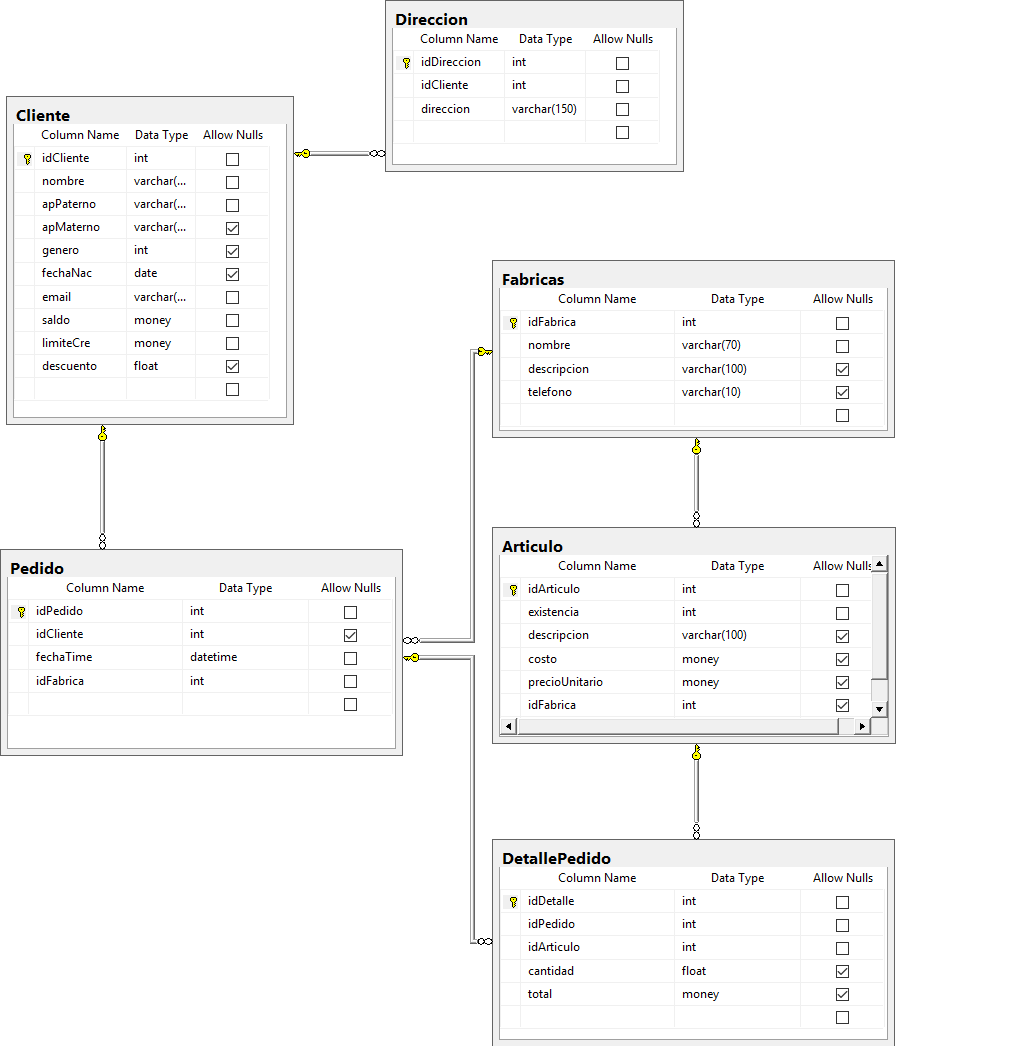 Direccion
Column Name Data Type Allow Nulls
idDireccion int
idCliente int
direccion varchar(150)
Cliente
Column Name Data Type Allow Nulls
idCliente int
nombre varchar(...
apPaterno varchar(...
apMaterno varchar(...
genero int
fechaNac date
email varchar(...
saldo money
limiteCre money
descuento float
Fabricas
Column Name Data Type Allow Nulls
idFabrica int
nombre varchar(70)
descripcion varchar(100)
telefono varchar(10)
Pedido
Column Name Data Type Allow Nulls
idPedido int
idCliente int
fechaTime datetime
idFabrica int
Articulo
Column Name Data Type Allow Nulls
idArticulo int
existencia int
descripcion varchar(100)
costo money
precioUnitario money
idFabrica int
DetallePedido
Column Name Data Type Allow Nulls
idDetalle int
idPedido int
idArticulo int
cantidad float
total money